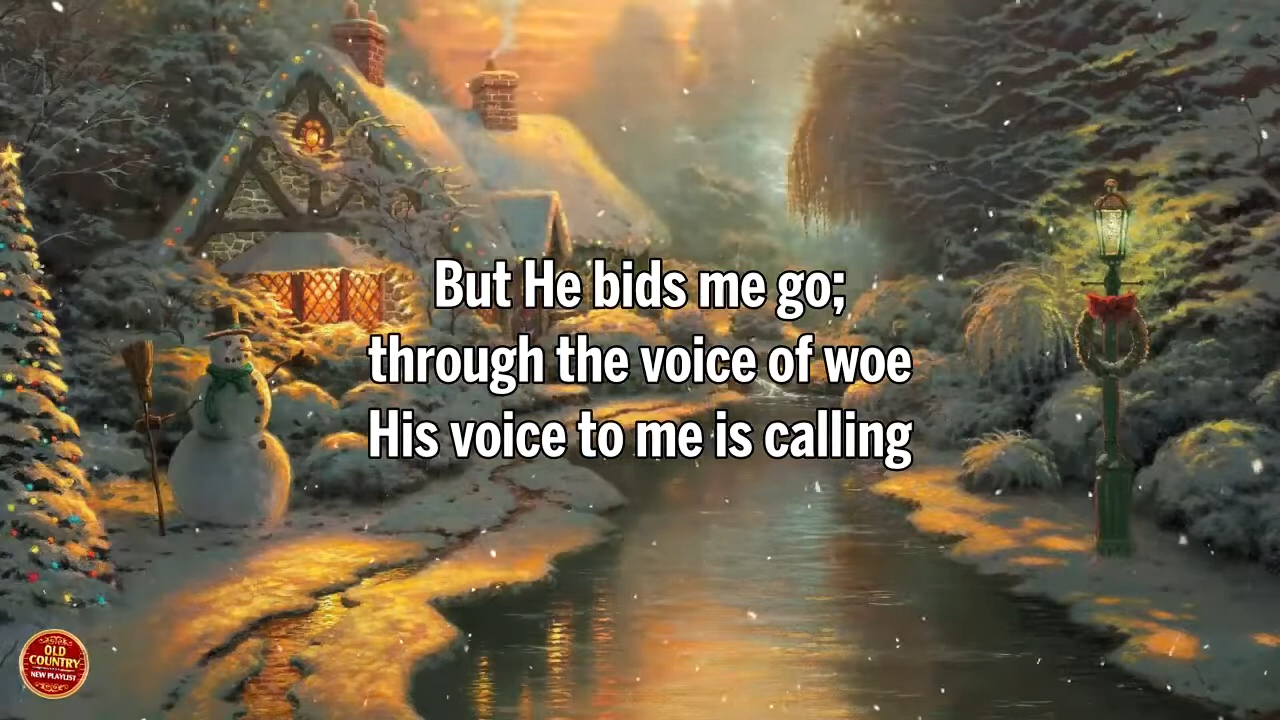 But He bids me go;
through the voice of woe
His voice to me is calling
OLD
COUNTRY
NEW PLAYLIST